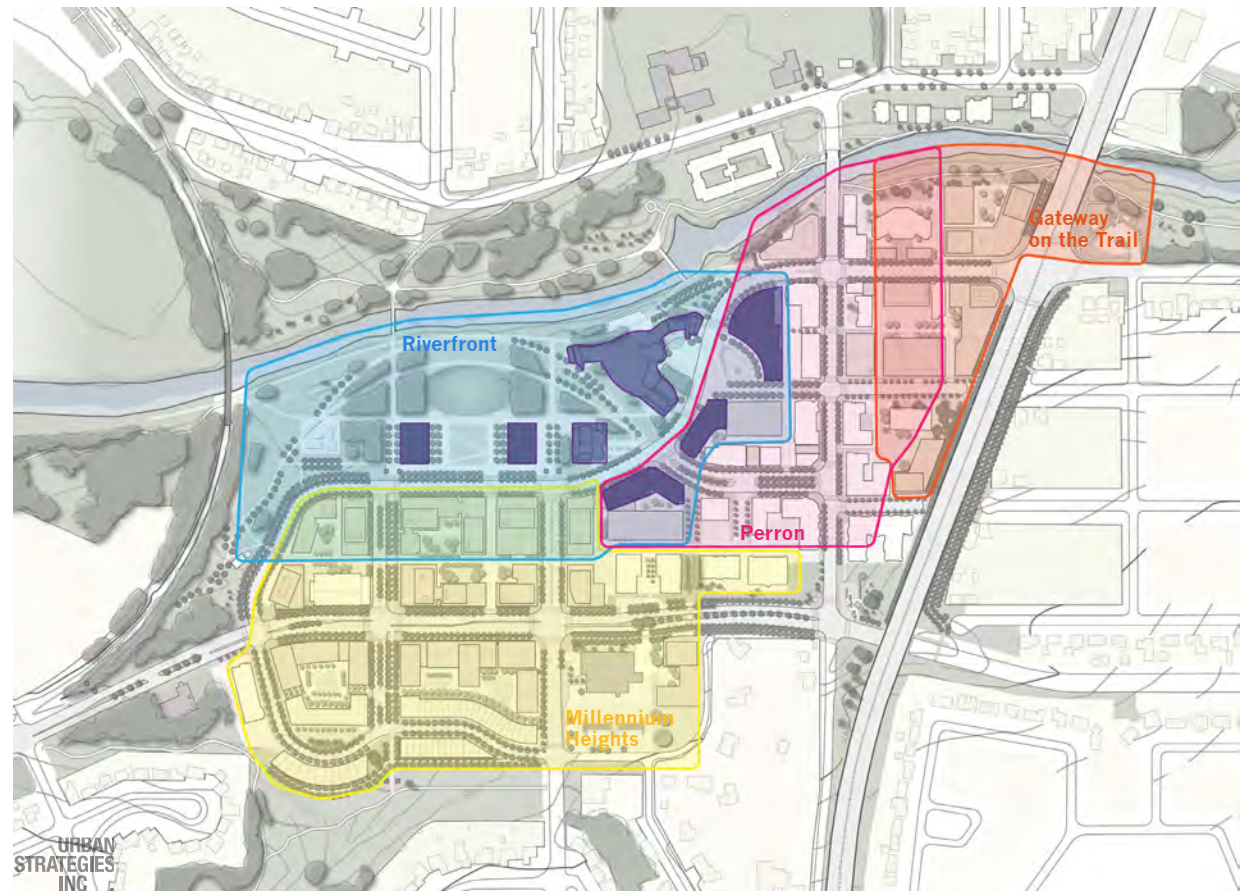 Gateway
on the Trail
Riverfront
Perron
Millennium
Heights
URBAN
STRATEGIES
INC